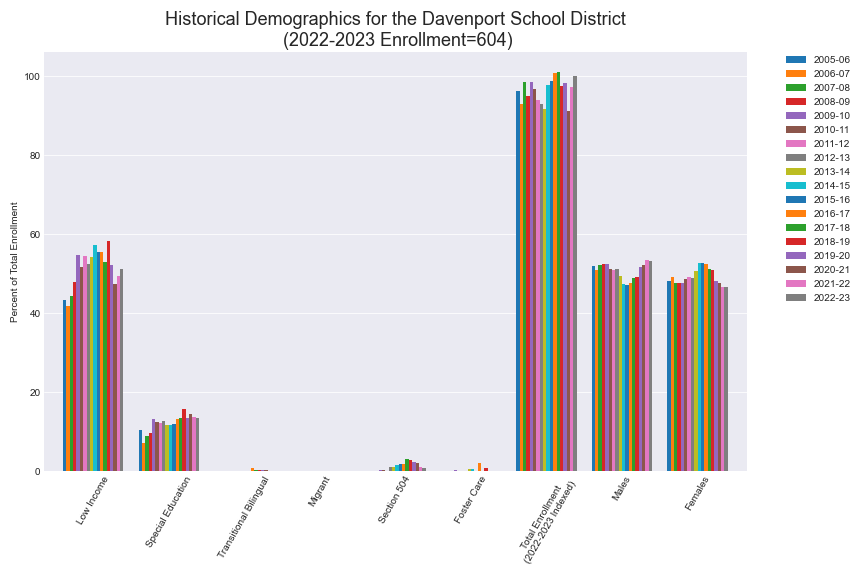 Historical Demographics for the Davenport School District
(2022-2023 Enrollment=604)
Percent of Total Enrollment
100
80
60
40
20
0
Low Income
Special Education
Transitional Bilingual
Migrant
Section 504
Foster Care
Total Enrollment
(2022-2023 Indexed)
Males
Females
2005-06
2006-07
2007-08
2008-09
2009-10
2010-11
2011-12
2012-13
2013-14
2014-15
2015-16
2016-17
2017-18
2018-19
2019-20
2020-21
2021-22
2022-23